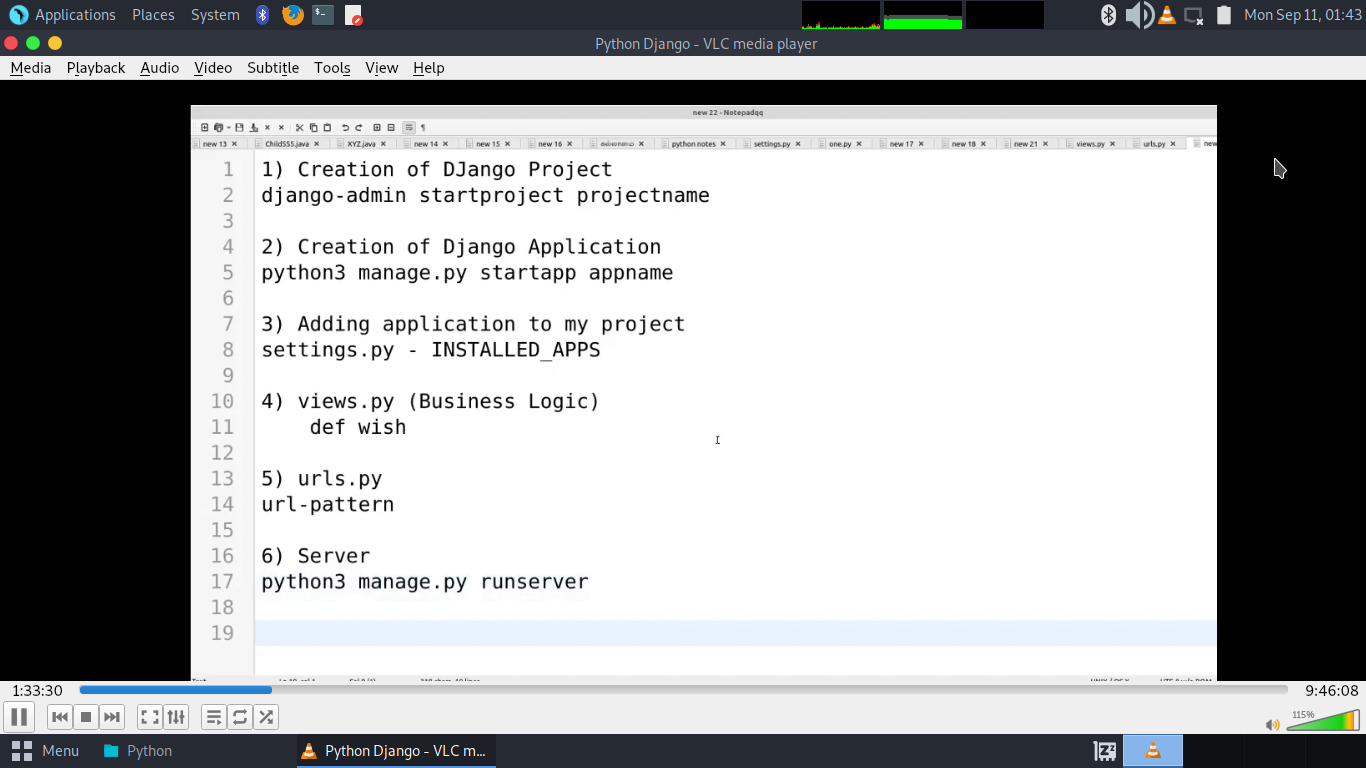 Applications Places System Mon Sep 11, 01:43
Python Django - VLC media player
Media Playback Audio Video Subtitle Tools View Help
new 22 - Notepadqq
new 13 ChildSSS.java XYZ.java new 14 new 15 new 16 python notes settings.py one.py new 17 new 18 new 21 views.py urls.py new
1 1) Creation of DJango Project
2 django-admin startproject projectname
3
4 2) Creation of Django Application
5 python3 manage.py startapp appname
6
7 3) Adding application to my project
8 settings.py - INSTALLED_APPS
9
10 4) views.py (Business Logic)
11 def wish
12
13 5) urls.py
14 url-pattern
15
16 6) Server
17 python3 manage.py runserver
18
19
1:33:30 9:46:08
115%
Menu Python Python Django - VLC m...